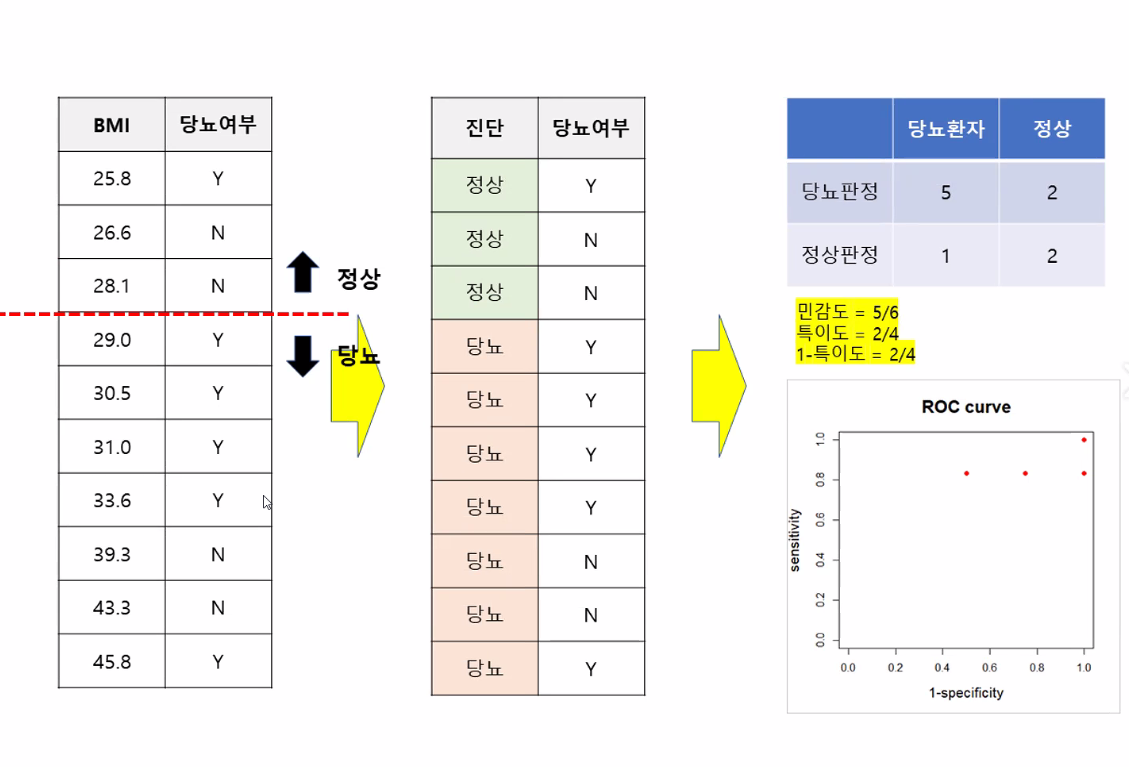 BMI 당뇨여부
25.8 Y
26.6 N
28.1 N
29.0 Y
30.5 Y
31.0 Y
33.6 Y
39.3 N
43.3 N
45.8 Y
정상
당뇨
진단 당뇨여부
정상 Y
정상 N
정상 N
당뇨 Y
당뇨 Y
당뇨 Y
당뇨 Y
당뇨 N
당뇨 N
당뇨 Y
당뇨환자 정상
당뇨판정 5 2
정상판정 1 2
민감도 = 5/6
특이도 = 2/4
1-특이도 = 2/4
ROC curve
sensitivity
1.0
0.8
0.6
0.4
0.2
0.0
0.0 0.2 0.4 0.6 0.8 1.0
1-specificity